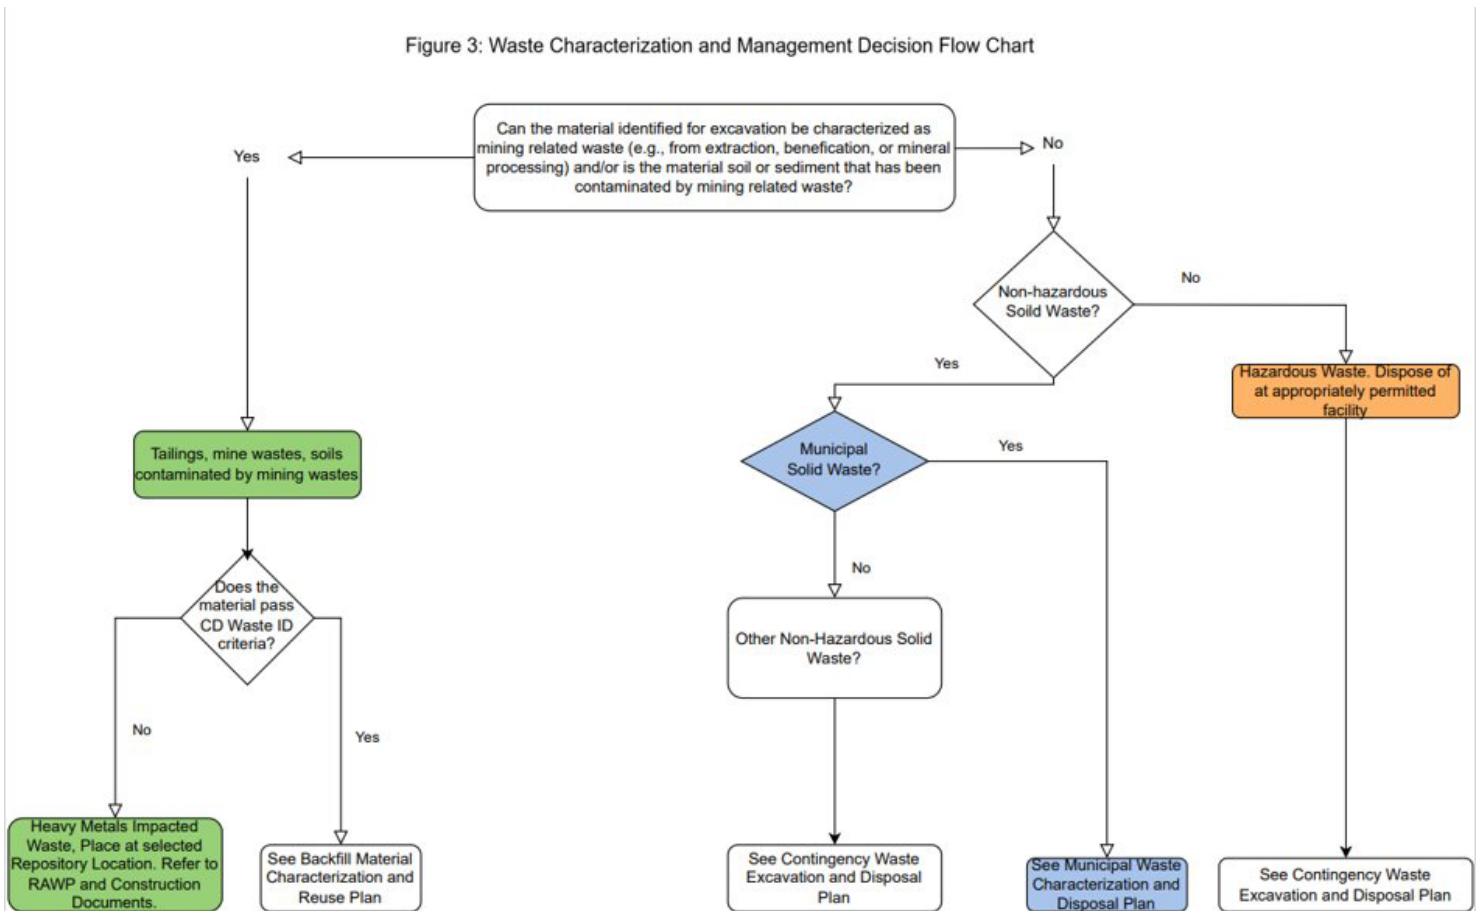 Figure 3: Waste Characterization and Management Decision Flow Chart
Can the material identified for excavation be characterized as
mining related waste (e.g., from extraction, benefication, or mineral
processing) and/or is the material soil or sediment that has been
contaminated by mining related waste?
Yes
No
Non-hazardous
Soild Waste?
No
Yes
Hazardous Waste. Dispose of
at appropriately permitted
facility
Tailings, mine wastes, soils
contaminated by mining wastes
Municipal
Solid Waste?
Yes
No
Does the
material pass
CD Waste ID
criteria?
Other Non-Hazardous Solid
Waste?
No
Yes
Heavy Metals Impacted
Waste, Place at selected
Repository Location. Refer to
RAWP and Construction
Documents.
See Backfill Material
Characterization and
Reuse Plan
See Contingency Waste
Excavation and Disposal
Plan
See Municipal Waste
Characterization and
Disposal Plan
See Contingency Waste
Excavation and Disposal Plan